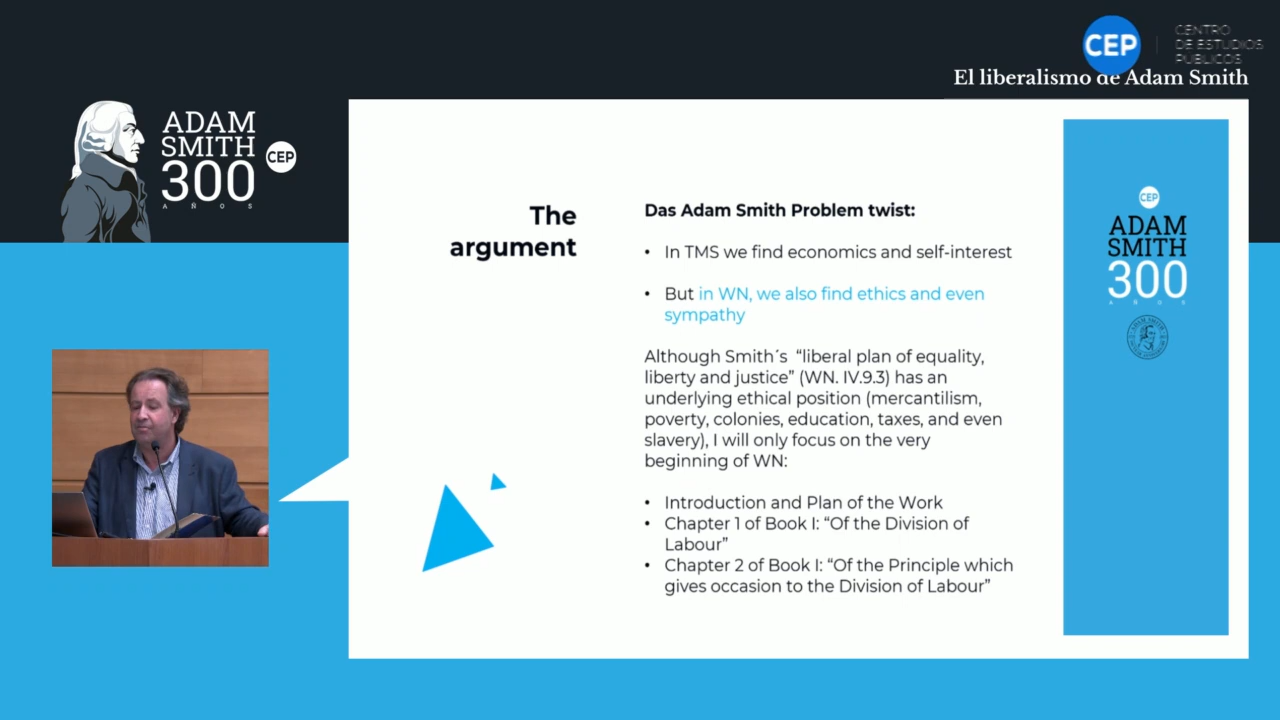 CEP
CENTRO
DE ESTUDIOS
PÚBLICOS
El liberalismo de Adam Smith
ADAM
SMITH
300
AÑOS
CEP
The
argument
Das Adam Smith Problem twist:
• In TMS we find economics and self-interest
• But in WN, we also find ethics and even
sympathy
Although Smith´s “liberal plan of equality,
liberty and justice” (WN. IV.9.3) has an
underlying ethical position (mercantilism,
poverty, colonies, education, taxes, and even
slavery), I will only focus on the very
beginning of WN:
• Introduction and Plan of the Work
• Chapter 1 of Book I: “Of the Division of
Labour”
• Chapter 2 of Book I: “Of the Principle which
gives occasion to the Division of Labour”
CEP
ADAM
SMITH
300
AÑOS